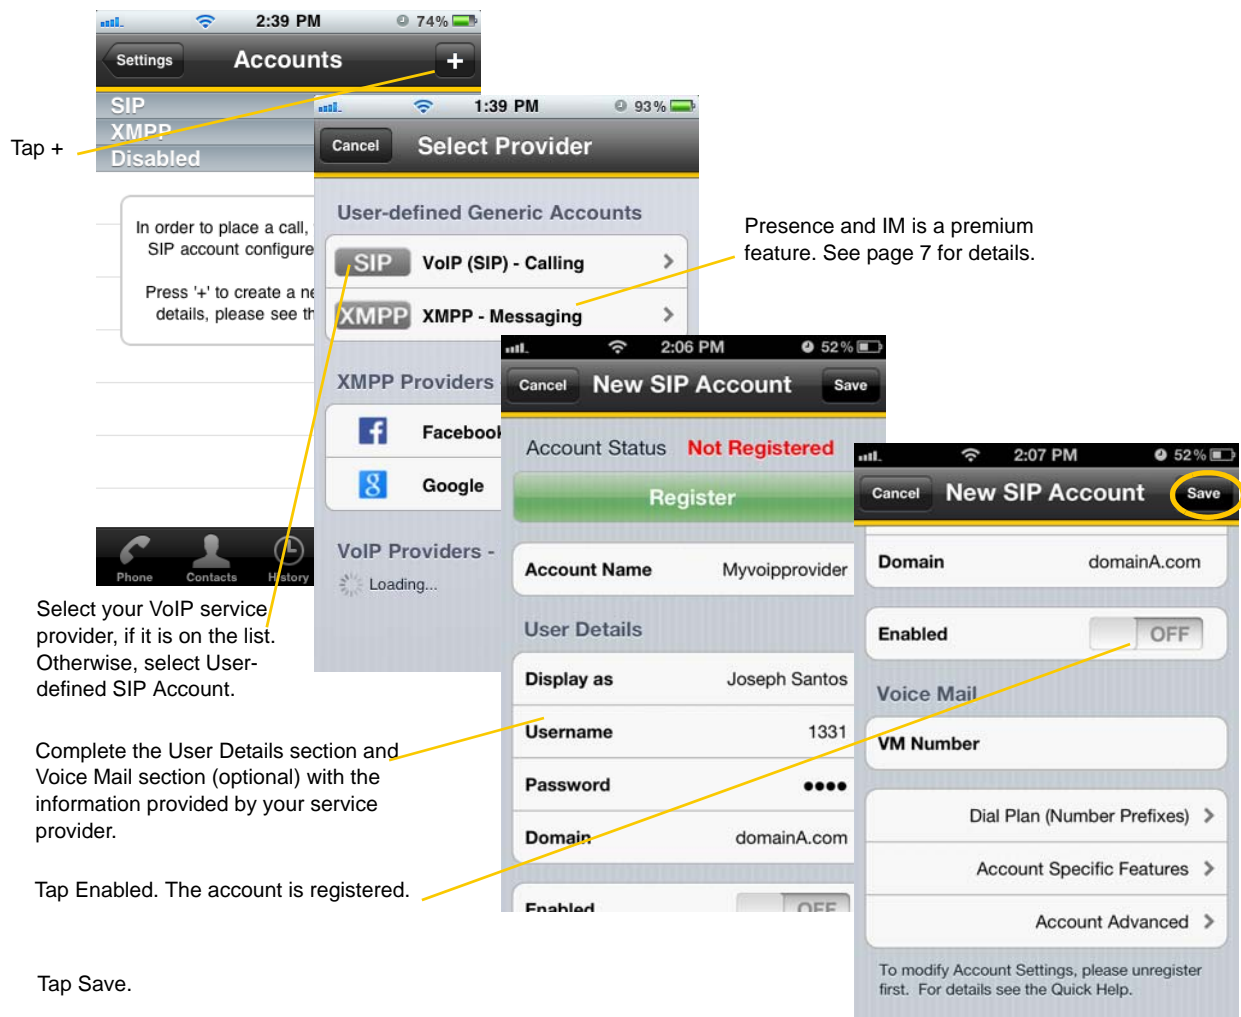 2:39 PM 74%
Settings Accounts +
SIP
XMPP
Disabled
In order to place a call,
SIP account configure
Press '+' to create a ne
details, please see th
Phone Contacts History
Tap +
1:39 PM 93%
Cancel Select Provider
User-defined Generic Accounts
SIP VoIP (SIP) - Calling
XMPP XMPP - Messaging
XMPP Providers -
f Facebook
g Google
VoIP Providers -
Loading...
Presence and IM is a premium
feature. See page 7 for details.
2:06 PM 52%
Cancel New SIP Account Save
Account Status Not Registered
Register
Account Name Myvoipprovider
User Details
Display as Joseph Santos
Username 1331
Password ●●●●
Domain domainA.com
Enabled OFF
2:07 PM 52%
Cancel New SIP Account Save
Domain domainA.com
Enabled OFF
Voice Mail
VM Number
Dial Plan (Number Prefixes)
Account Specific Features
Account Advanced
To modify Account Settings, please unregister
first. For details see the Quick Help.
Select your VoIP service
provider, if it is on the list.
Otherwise, select User-
defined SIP Account.
Complete the User Details section and
Voice Mail section (optional) with the
information provided by your service
provider.
Tap Enabled. The account is registered.
Tap Save.